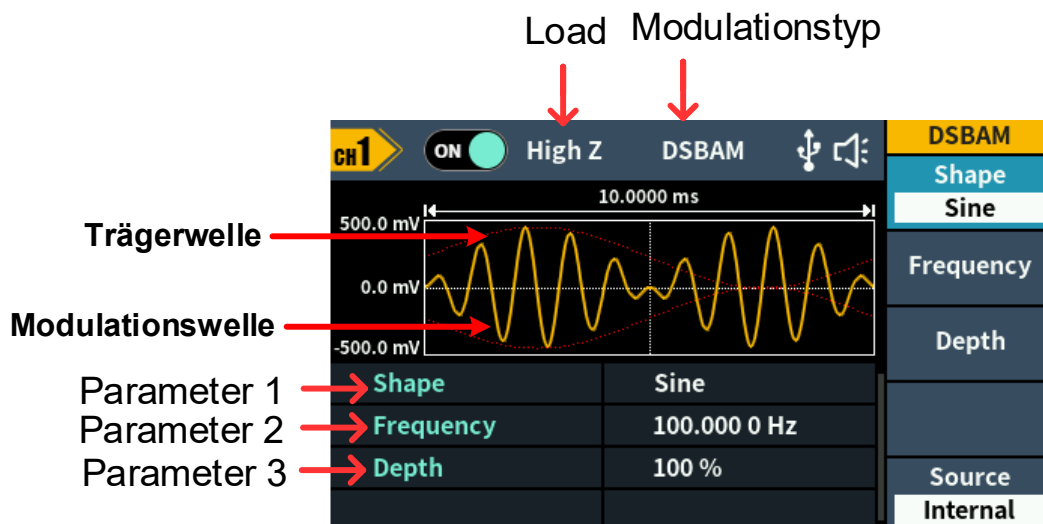 Load Modulationstyp
CH1 ON High Z DSBAM DSBAM
Shape
Sine
10.0000 ms
500.0 mV
Trägerwelle
Frequency
0.0 mV
Modulationswelle
Depth
-500.0 mV
Parameter 1 Shape Sine
Parameter 2 Frequency 100.000 0 Hz
Parameter 3 Depth 100 %
Source
Internal